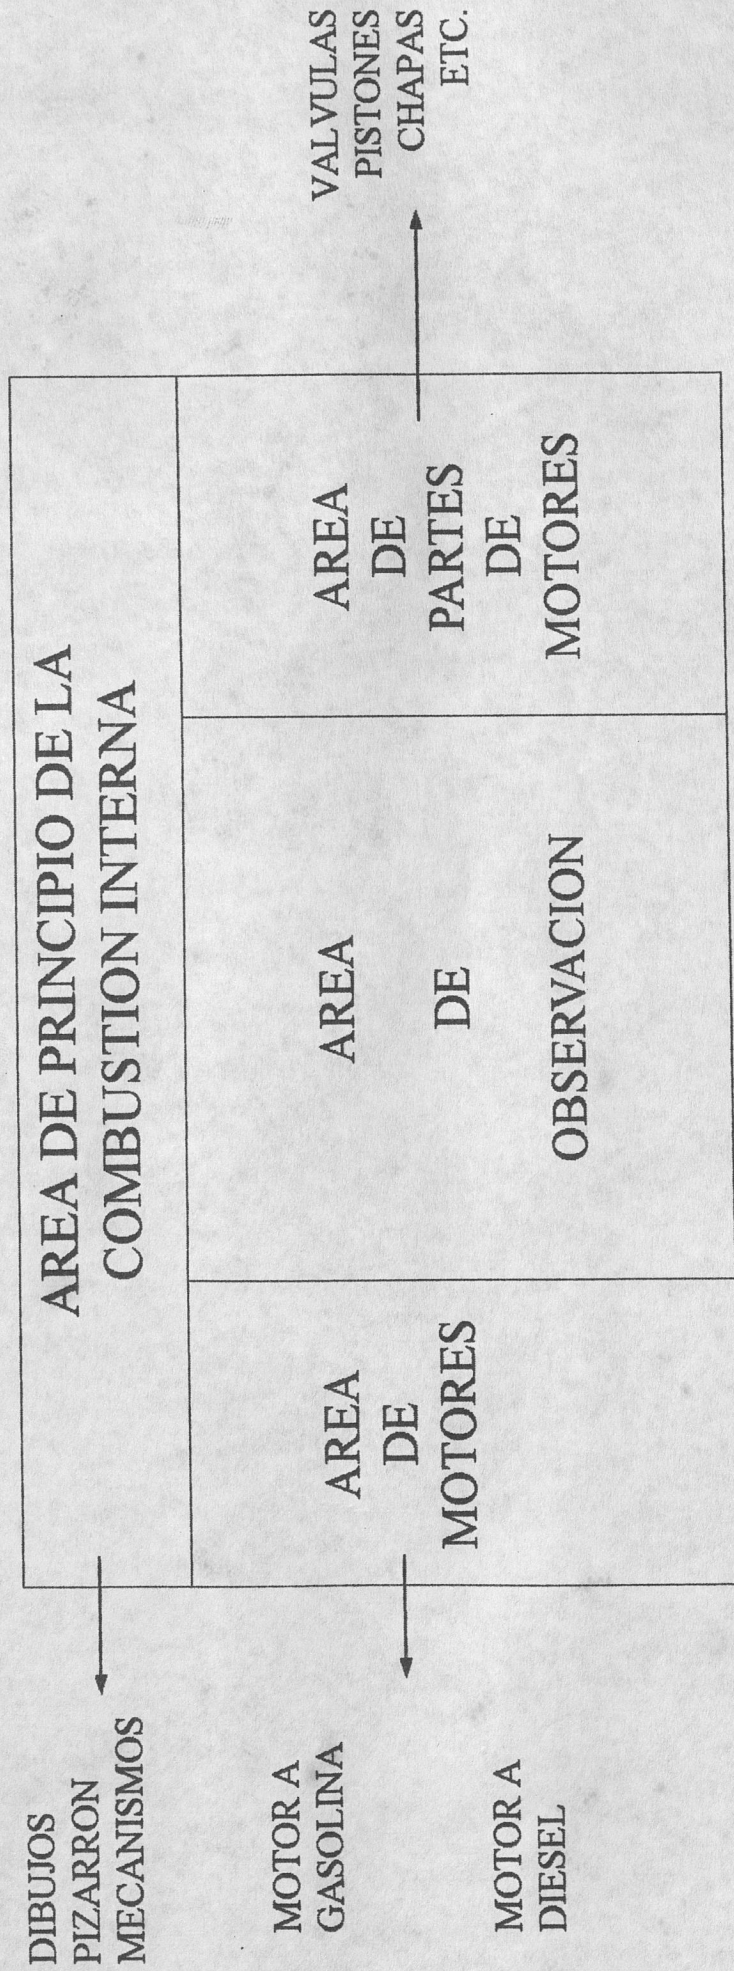 AREA DE PRINCIPIO DE LA
COMBUSTION INTERNA
DIBUJOS
PIZARRON
MECANISMOS
MOTOR A
GASOLINA
MOTOR A
DIESEL
AREA
DE
MOTORES
AREA
DE
OBSERVACION
AREA
DE
PARTES
DE
MOTORES
VALVULAS
PISTONES
CHAPAS
ETC.